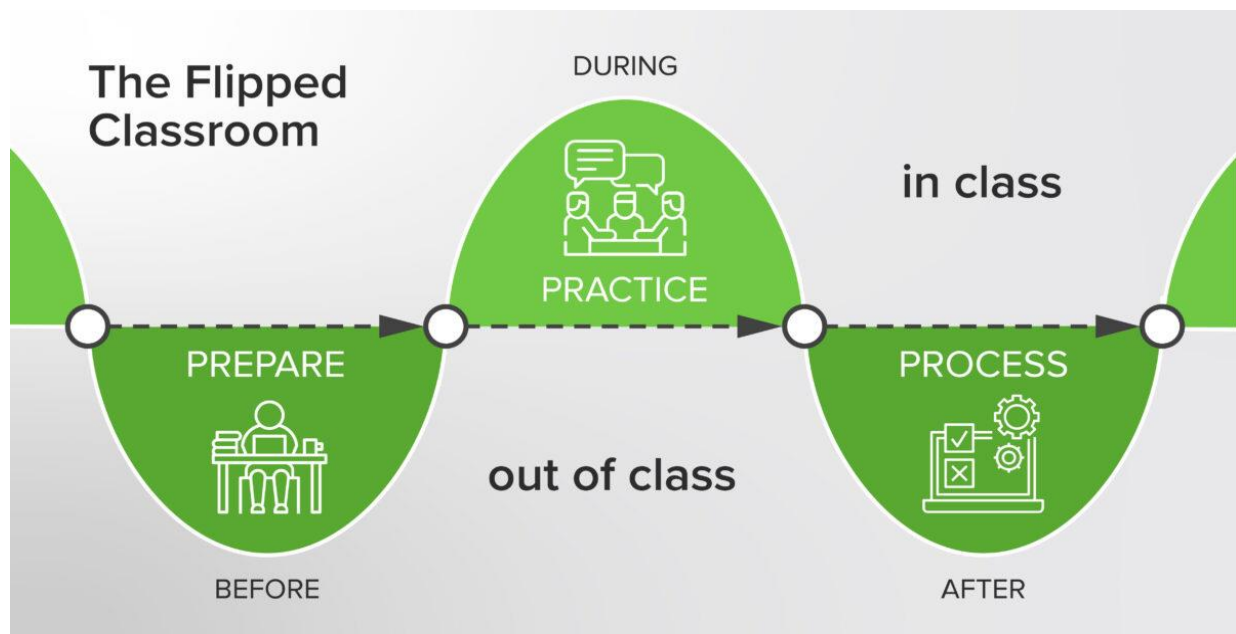 The Flipped
Classroom
DURING
in class
PRACTICE
PREPARE
PROCESS
out of class
BEFORE
AFTER